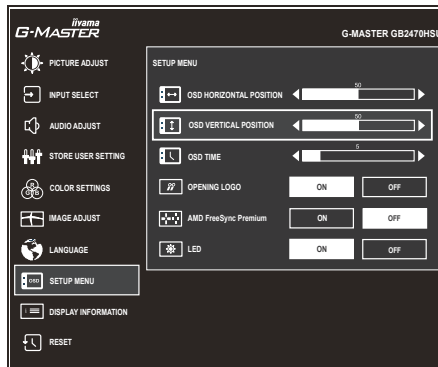 iiyama
G-MASTER
G-MASTER GB2470HSU
PICTURE ADJUST
INPUT SELECT
AUDIO ADJUST
STORE USER SETTING
R
G B
COLOR SETTINGS
IMAGE ADJUST
LANGUAGE
OSD
SETUP MENU
DISPLAY INFORMATION
RESET
SETUP MENU
OSD HORIZONTAL POSITION
50
OSD VERTICAL POSITION
50
OSD TIME
5
OPENING LOGO
ON
OFF
AMD FreeSync Premium
ON
OFF
LED
ON
OFF